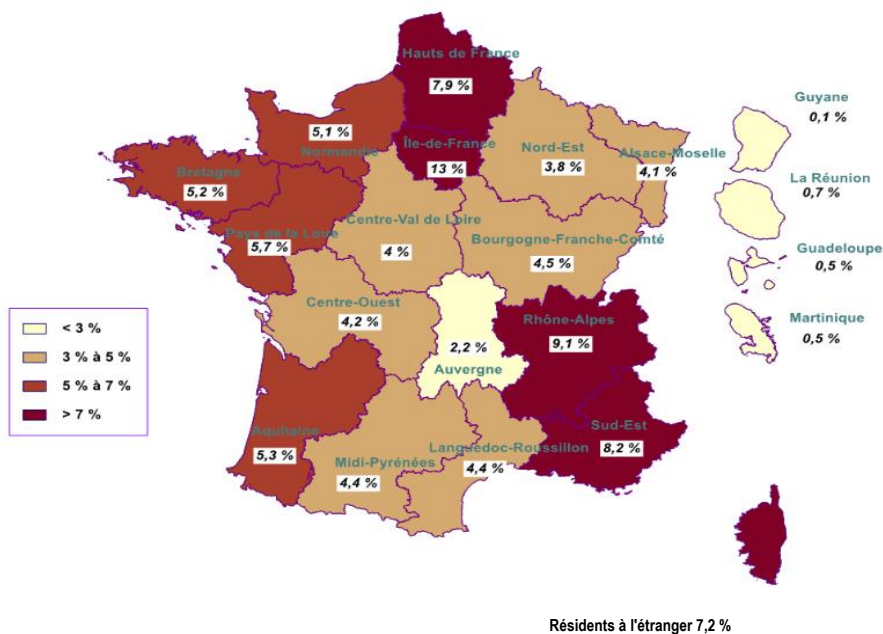 Hauts de France
7,9 %
Guyane
0,1 %
5,1 %
Normandie
Île-de-France
13 %
Nord-Est
3,8 %
Alsace-Moselle
4,1 %
Bretagne
5,2 %
La Réunion
0,7 %
Pays de la Loire
5,7 %
Centre-Val de Loire
4 %
Bourgogne-Franche-Comté
4,5 %
Guadeloupe
0,5 %
Centre-Ouest
4,2 %
Rhône-Alpes
9,1 %
Martinique
0,5 %
2,2 %
Auvergne
< 3 %
3 % à 5 %
5 % à 7 %
> 7 %
Aquitaine
5,3 %
Midi-Pyrénées
4,4 %
Languedoc-Roussillon
4,4 %
Sud-Est
8,2 %
Résidents à l'étranger 7,2 %